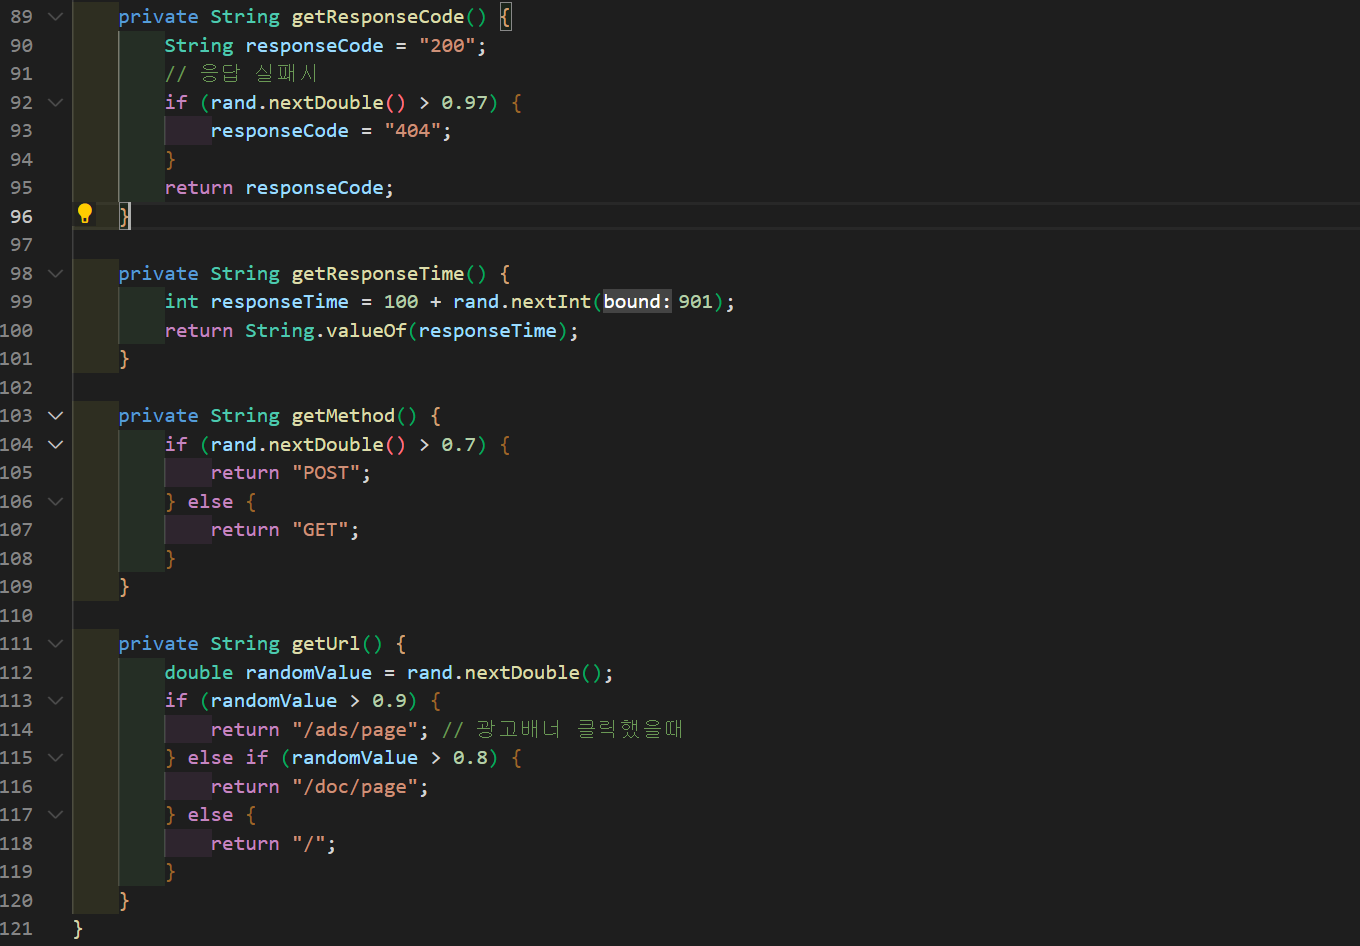 89 private String getResponseCode() {
90 String responseCode = "200";
91 // 응답 실패시
92 if (rand.nextDouble() > 0.97) {
93 responseCode = "404";
94 }
95 return responseCode;
96 }
97
98 private String getResponseTime() {
99 int responseTime = 100 + rand.nextInt(bound: 901);
100 return String.valueOf(responseTime);
101 }
102
103 private String getMethod() {
104 if (rand.nextDouble() > 0.7) {
105 return "POST";
106 } else {
107 return "GET";
108 }
109 }
110
111 private String getUrl() {
112 double randomValue = rand.nextDouble();
113 if (randomValue > 0.9) {
114 return "/ads/page"; // 광고배너 클릭했을때
115 } else if (randomValue > 0.8) {
116 return "/doc/page";
117 } else {
118 return "/";
119 }
120 }
121 }